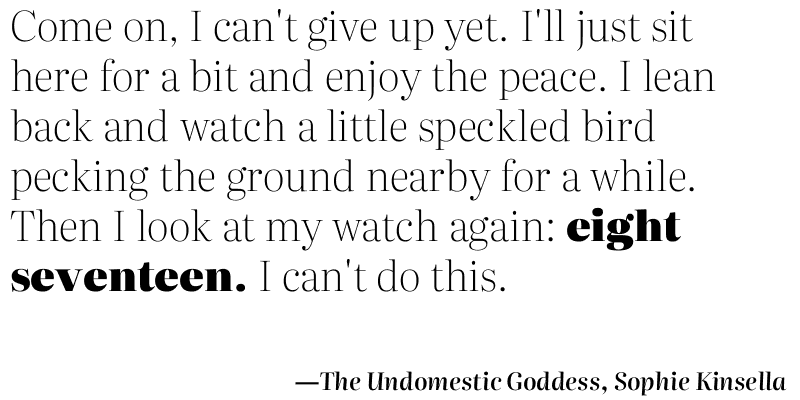 Come on, I can't give up yet. I'll just sit
here for a bit and enjoy the peace. I lean
back and watch a little speckled bird
pecking the ground nearby for a while.
Then I look at my watch again: eight
seventeen. I can't do this.
—The Undomestic Goddess, Sophie Kinsella